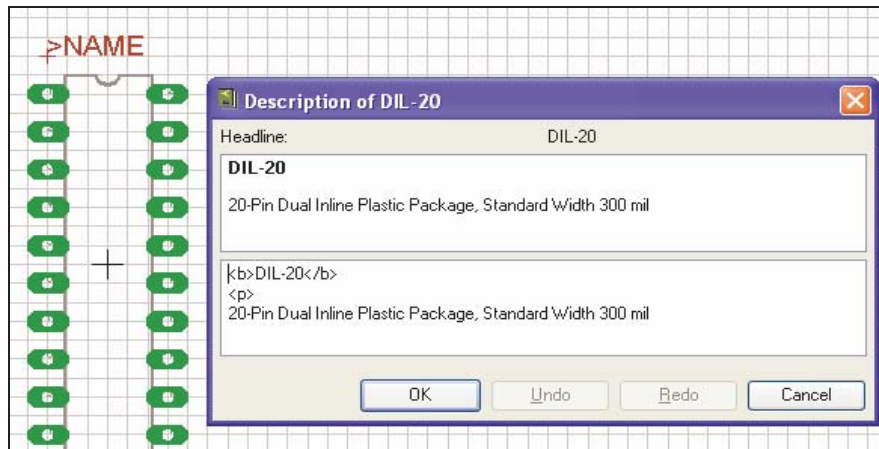 >NAME
Description of DIL-20
Headline: DIL-20
DIL-20
20-Pin Dual Inline Plastic Package, Standard Width 300 mil
<b>DIL-20</b>
<p>
20-Pin Dual Inline Plastic Package, Standard Width 300 mil
OK Undo Redo Cancel